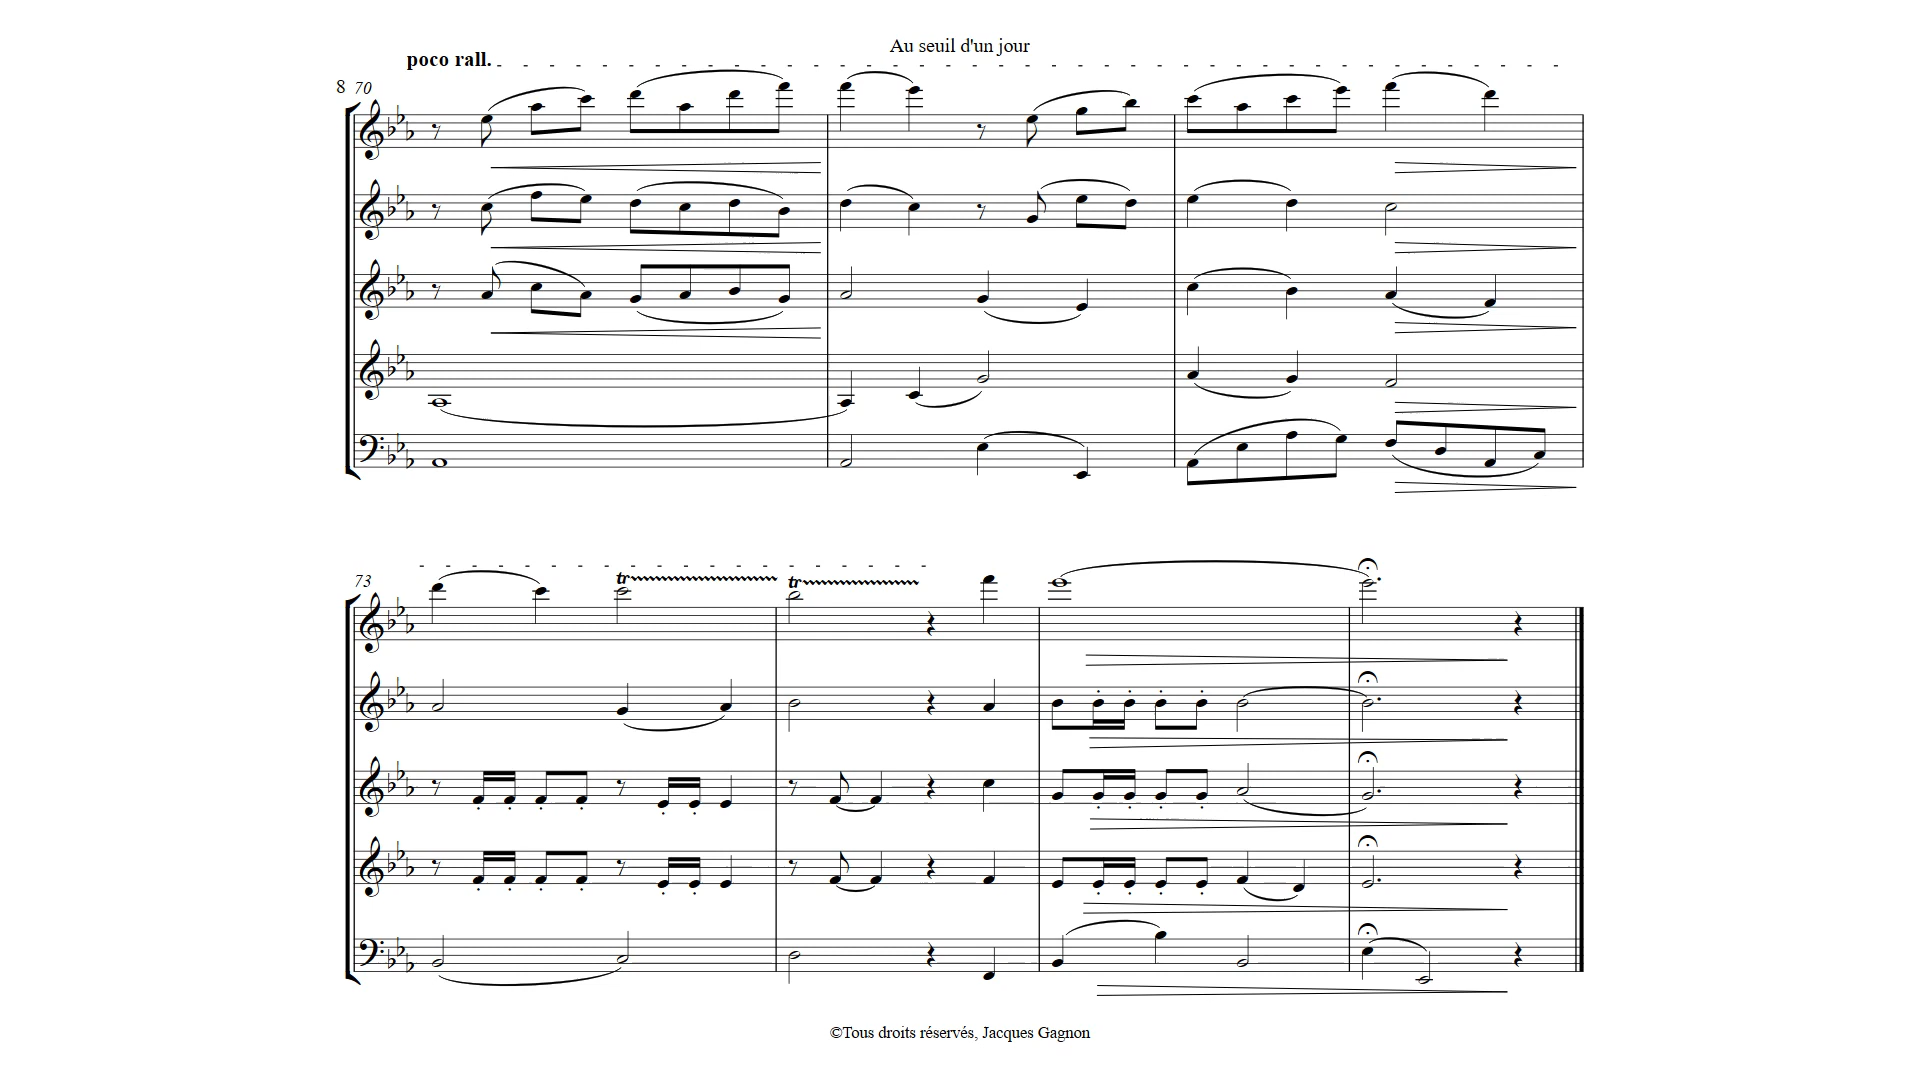 Au seuil d'un jour
poco rall.
8 70
73
tr tr
©Tous droits réservés, Jacques Gagnon